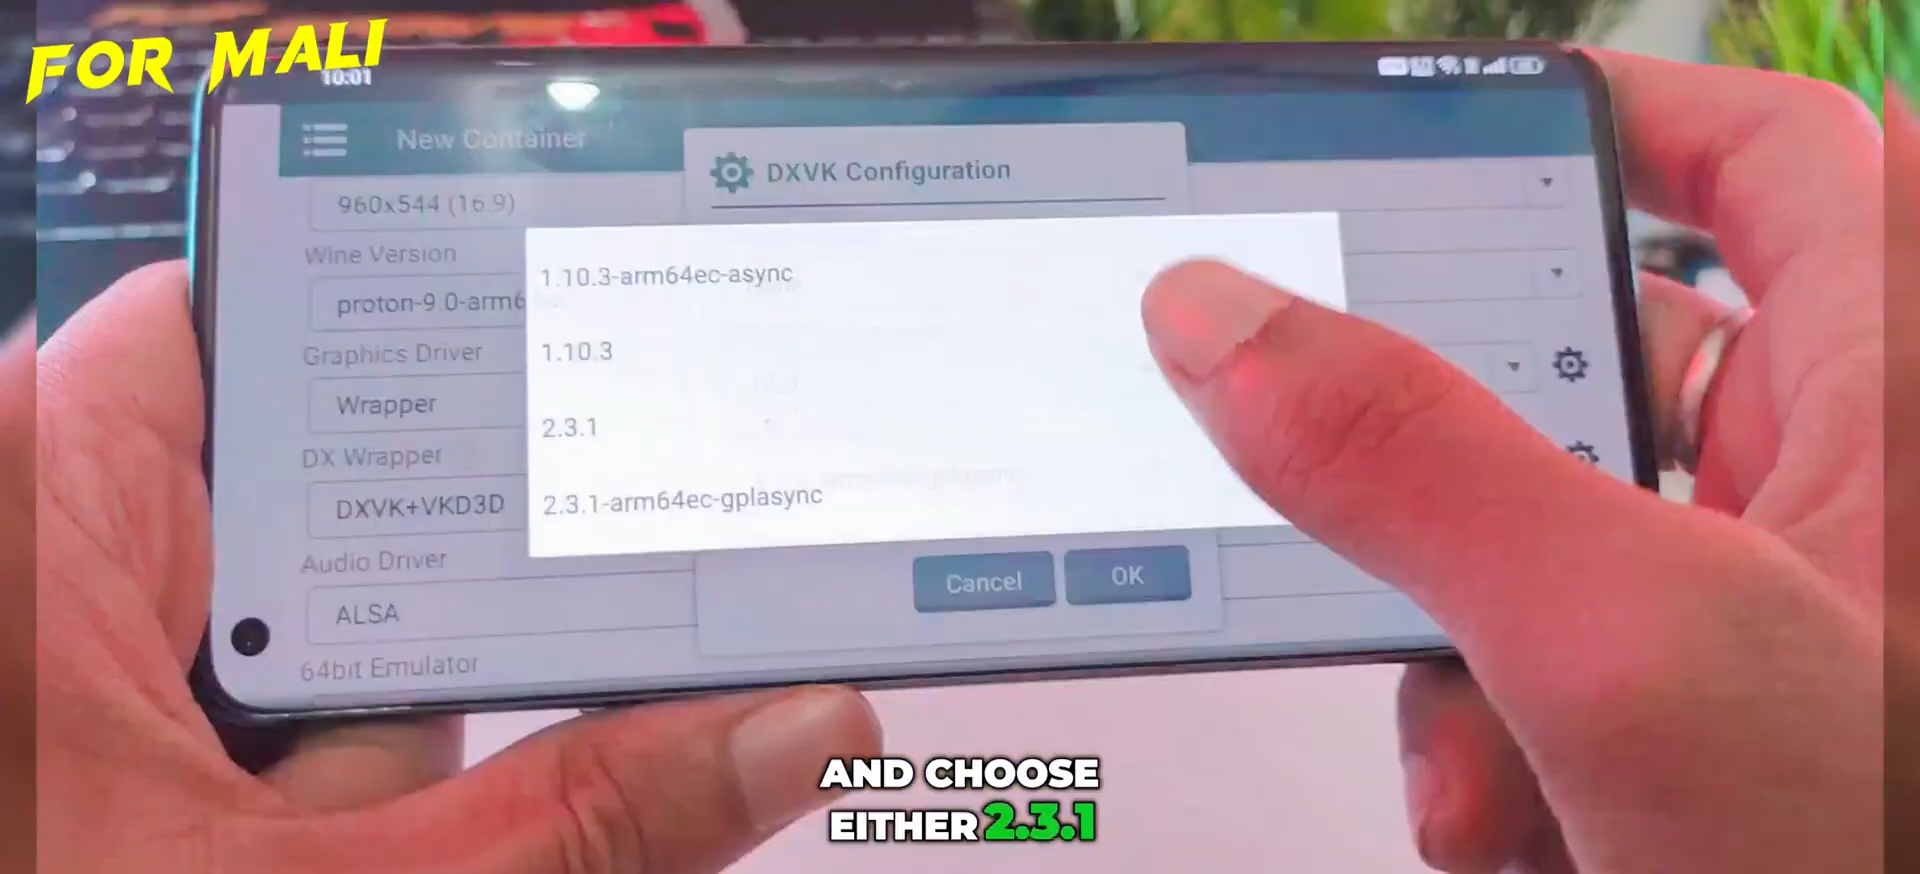 FOR MALI
10:01
New Container
DXVK Configuration
960x544 (16:9)
Wine Version
1.10.3-arm64ec-async
proton-9.0-arm6
1.10.3
Graphics Driver
Wrapper
2.3.1
DX Wrapper
2.3.1-arm64ec-gplasync
DXVK+VKD3D
Audio Driver
Cancel
OK
ALSA
64bit Emulator
AND CHOOSE
EITHER 2.3.1